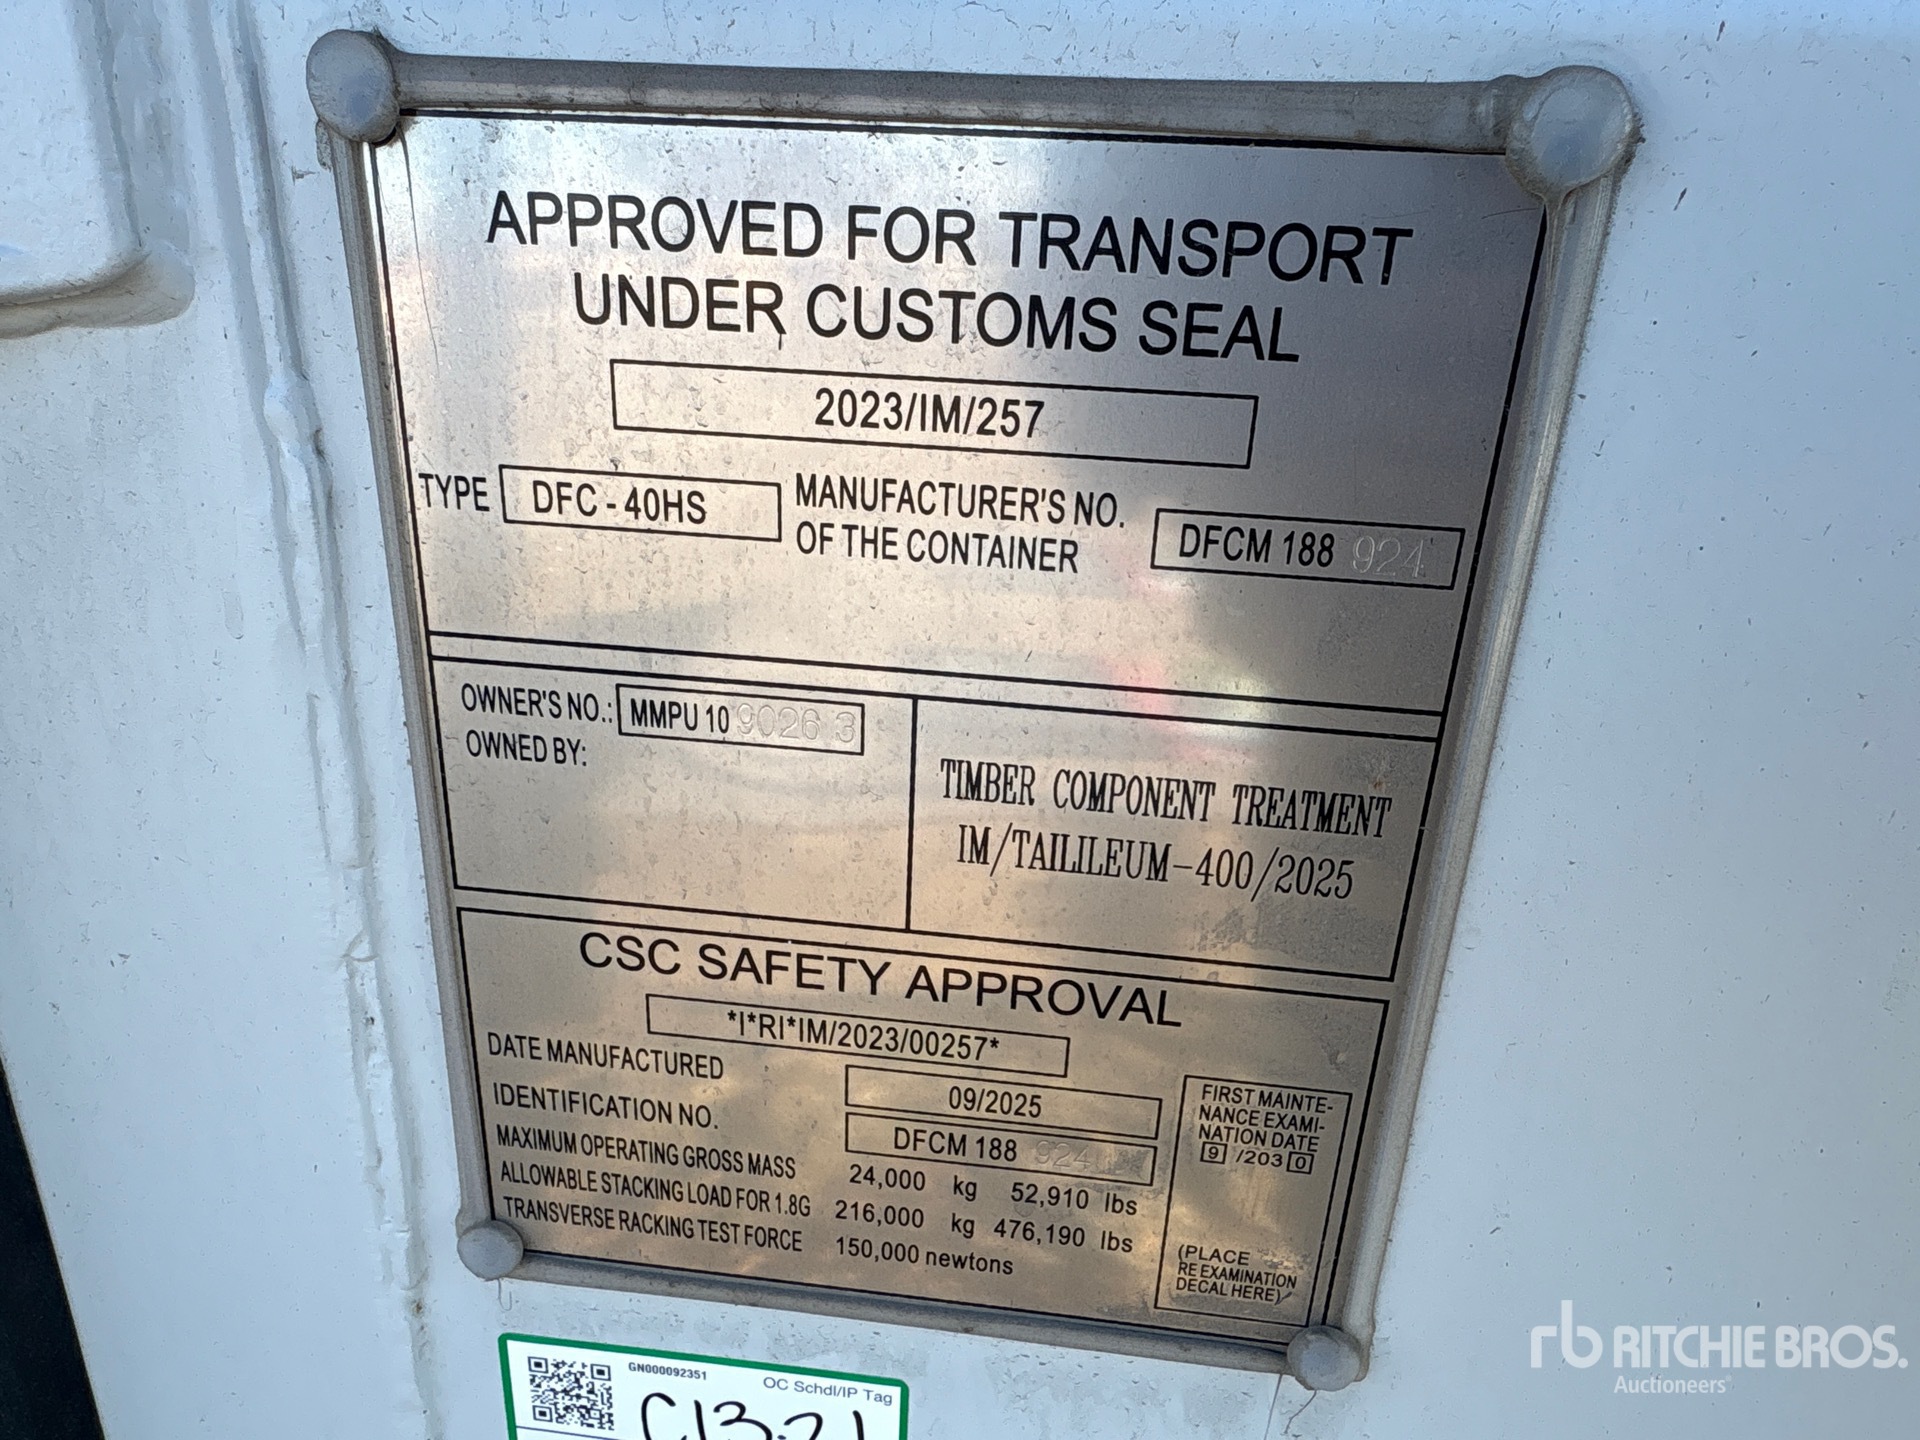 APPROVED FOR TRANSPORT
UNDER CUSTOMS SEAL
2023/IM/257
TYPE DFC - 40HS MANUFACTURER'S NO. OF THE CONTAINER DFCM 188 924
OWNER'S NO.: MMPU 10 9026 3
OWNED BY:
TIMBER COMPONENT TREATMENT
IM/TAILILEUM-400/2025
CSC SAFETY APPROVAL
*I*RI*IM/2023/00257*
DATE MANUFACTURED 09/2025
IDENTIFICATION NO. DFCM 188 924
MAXIMUM OPERATING GROSS MASS 24,000 kg 52,910 lbs
ALLOWABLE STACKING LOAD FOR 1.8G 216,000 kg 476,190 lbs
TRANSVERSE RACKING TEST FORCE 150,000 newtons
FIRST MAINTE-
NANCE EXAMI-
NATION DATE
9 /203 0
(PLACE
RE EXAMINATION
DECAL HERE)
GN000092351
OC Schdl/IP Tag
C1321
rb RITCHIE BROS.
Auctioneers